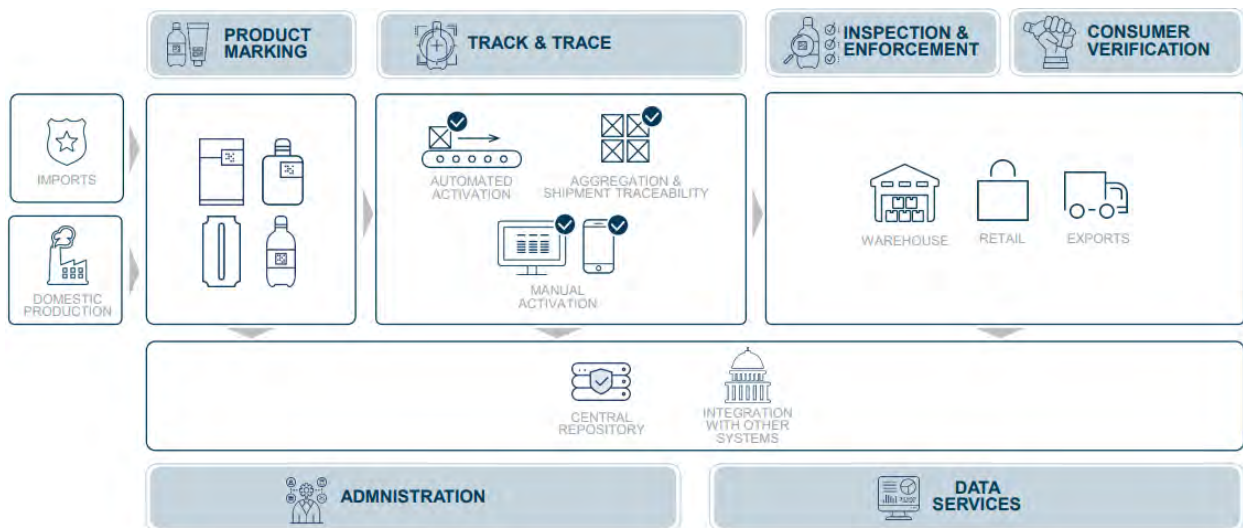 PRODUCT
MARKING
TRACK & TRACE
INSPECTION &
ENFORCEMENT
CONSUMER
VERIFICATION
IMPORTS
DOMESTIC
PRODUCTION
AUTOMATED
ACTIVATION
AGGREGATION &
SHIPMENT TRACEABILITY
MANUAL
ACTIVATION
WAREHOUSE
RETAIL
EXPORTS
CENTRAL
REPOSITORY
INTEGRATION
WITH OTHER
SYSTEMS
ADMNISTRATION
DATA
SERVICES